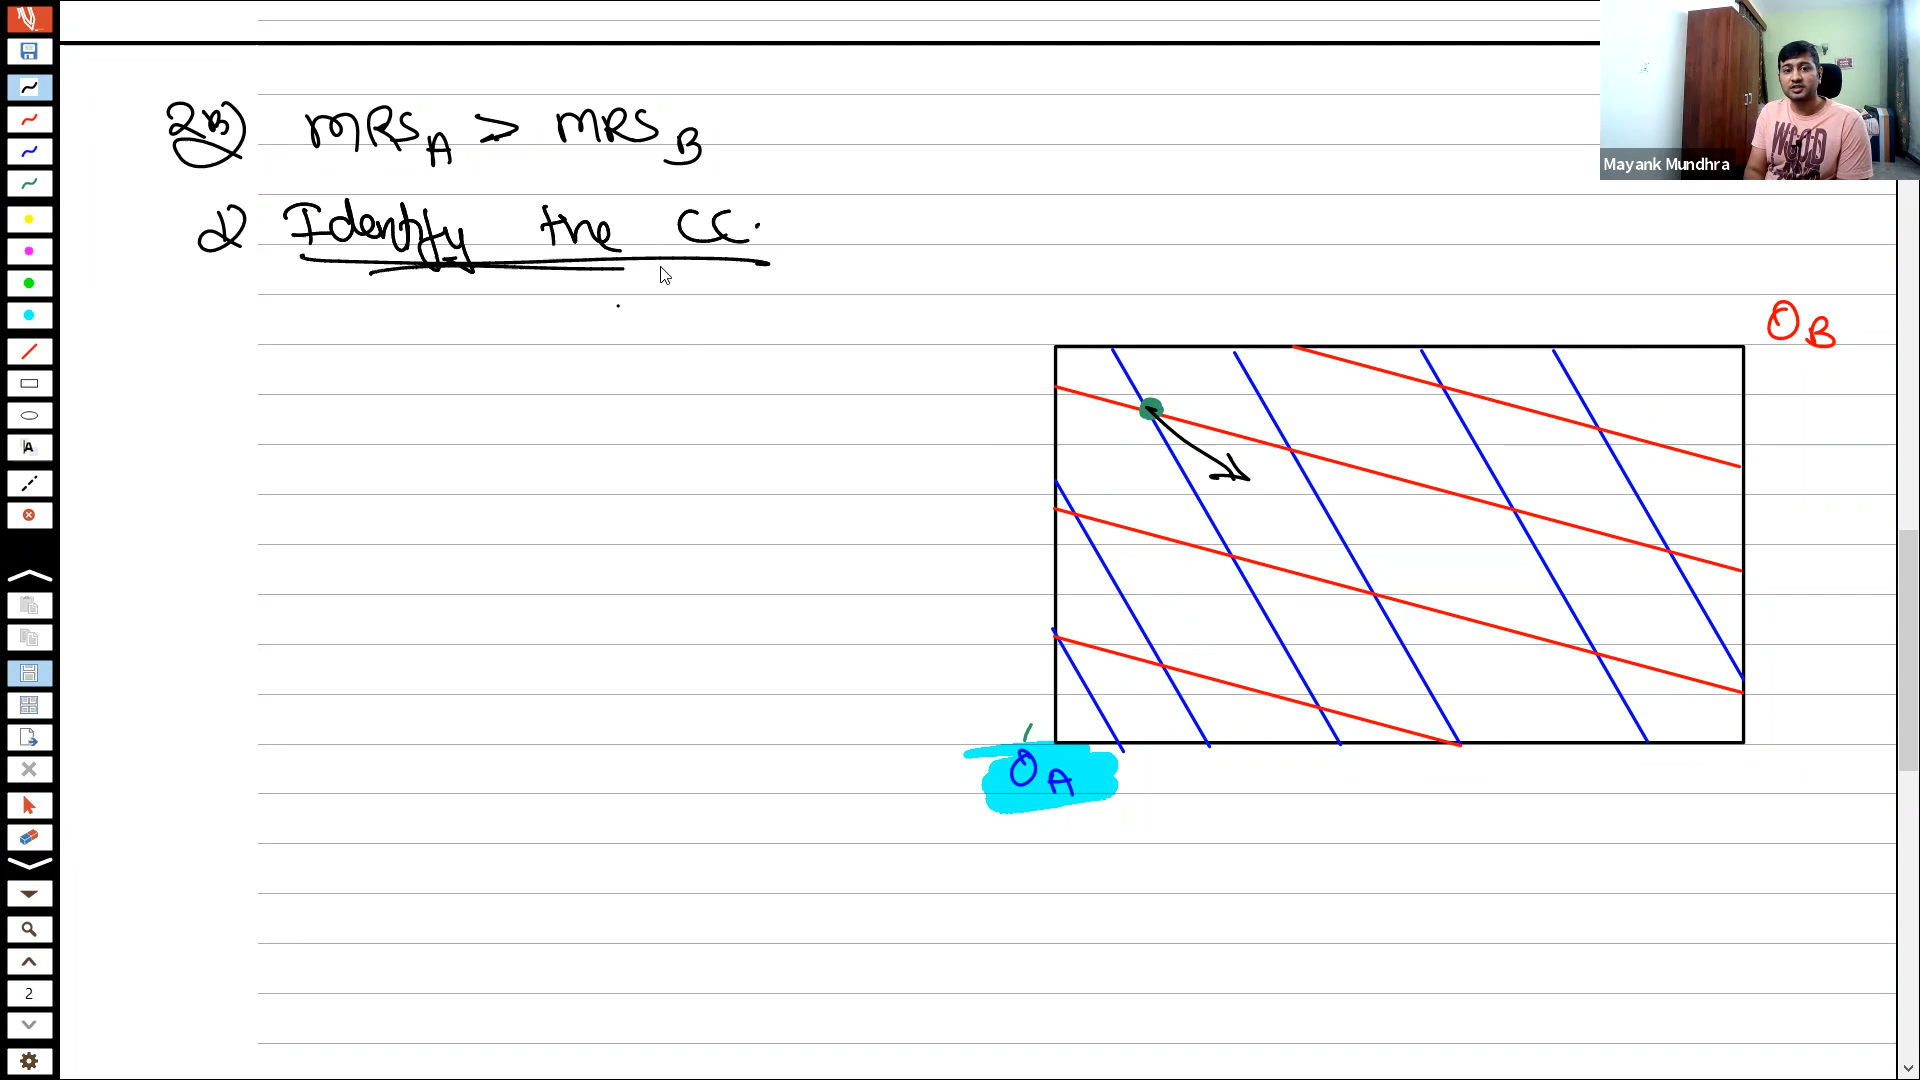 2B) MRS_A > MRS_B
d) Identify the CC.
Mayank Mundhra
O_B
O_A
A
2